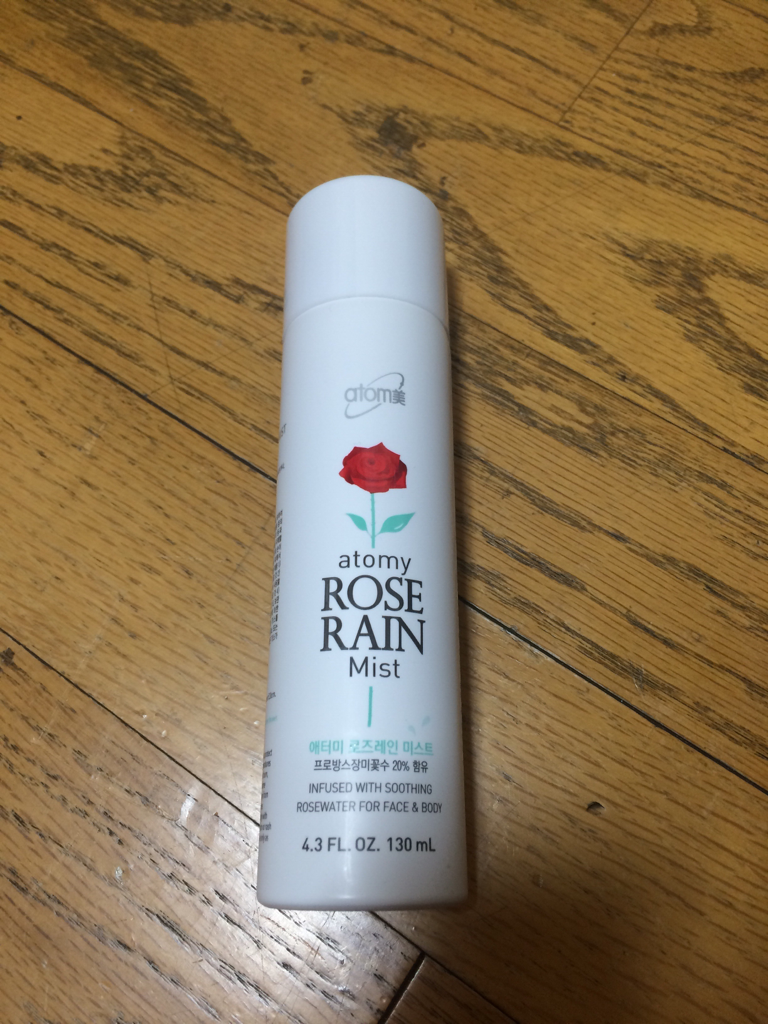 atom美
atomy
ROSE
RAIN
Mist
애터미 로즈레인 미스트
프로방스장미꽃수 20% 함유
INFUSED WITH SOOTHING
ROSEWATER FOR FACE & BODY
4.3 FL. OZ. 130 mL